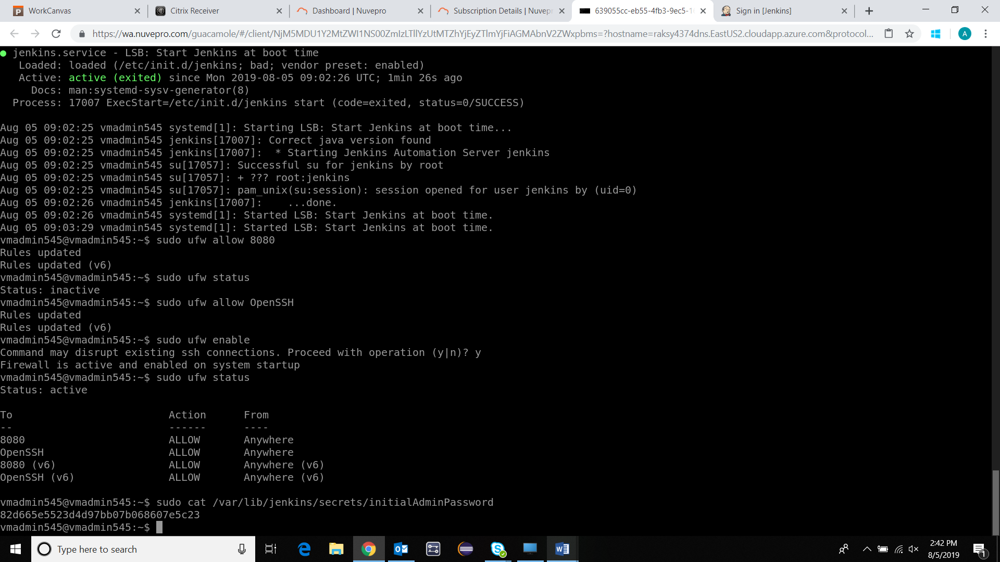 WorkCanvas
Citrix Receiver
Dashboard | Nuvepro
Subscription Details | Nuvepr
639055cc-eb55-4fb3-9ec5-1
Sign in [Jenkins]
https://wa.nuvepro.com/guacamole/#/client/NjM5MDU1Y2MtZWI1NS00ZmIzLTllYzUtMTZhYjEyZTlmYjFiAGMAbnV2ZWxpbms=?hostname=raksy4374dns.EastUS2.cloudapp.azure.com&protocol...
A
● jenkins.service - LSB: Start Jenkins at boot time
Loaded: loaded (/etc/init.d/jenkins; bad; vendor preset: enabled)
Active: active (exited) since Mon 2019-08-05 09:02:26 UTC; 1min 26s ago
Docs: man:systemd-sysv-generator(8)
Process: 17007 ExecStart=/etc/init.d/jenkins start (code=exited, status=0/SUCCESS)
Aug 05 09:02:25 vmadmin545 systemd[1]: Starting LSB: Start Jenkins at boot time...
Aug 05 09:02:25 vmadmin545 jenkins[17007]: Correct java version found
Aug 05 09:02:25 vmadmin545 jenkins[17007]:  * Starting Jenkins Automation Server jenkins
Aug 05 09:02:25 vmadmin545 su[17057]: Successful su for jenkins by root
Aug 05 09:02:25 vmadmin545 su[17057]: + ??? root:jenkins
Aug 05 09:02:25 vmadmin545 su[17057]: pam_unix(su:session): session opened for user jenkins by (uid=0)
Aug 05 09:02:26 vmadmin545 jenkins[17007]:    ...done.
Aug 05 09:02:26 vmadmin545 systemd[1]: Started LSB: Start Jenkins at boot time.
Aug 05 09:03:29 vmadmin545 systemd[1]: Started LSB: Start Jenkins at boot time.
vmadmin545@vmadmin545:~$ sudo ufw allow 8080
Rules updated
Rules updated (v6)
vmadmin545@vmadmin545:~$ sudo ufw status
Status: inactive
vmadmin545@vmadmin545:~$ sudo ufw allow OpenSSH
Rules updated
Rules updated (v6)
vmadmin545@vmadmin545:~$ sudo ufw enable
Command may disrupt existing ssh connections. Proceed with operation (y|n)? y
Firewall is active and enabled on system startup
vmadmin545@vmadmin545:~$ sudo ufw status
Status: active
To Action From
-- ------ ----
8080 ALLOW Anywhere
OpenSSH ALLOW Anywhere
8080 (v6) ALLOW Anywhere (v6)
OpenSSH (v6) ALLOW Anywhere (v6)
vmadmin545@vmadmin545:~$ sudo cat /var/lib/jenkins/secrets/initialAdminPassword
82d665e5523d4d97bb07b068607e5c23
vmadmin545@vmadmin545:~$
Type here to search
2:42 PM
8/5/2019
1